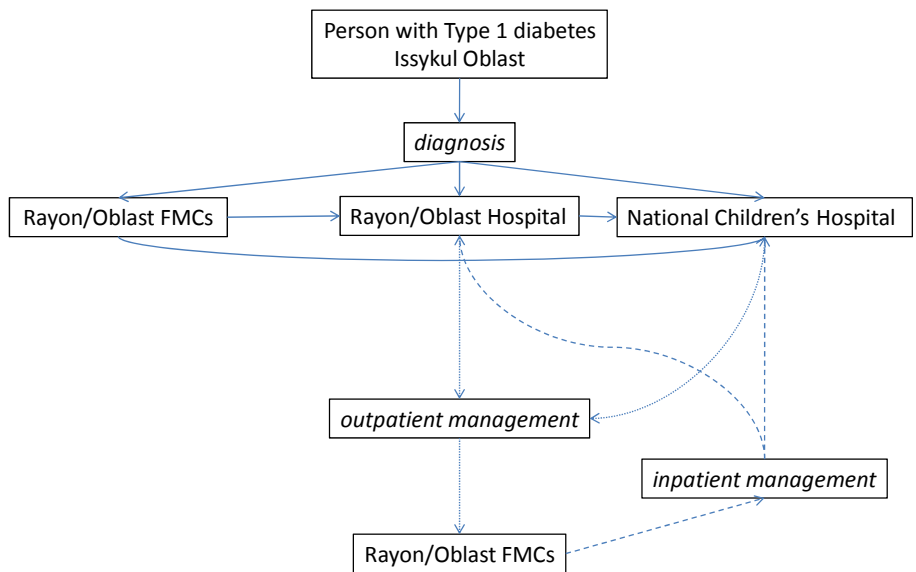 Person with Type 1 diabetes
Issykul Oblast
diagnosis
Rayon/Oblast FMCs
Rayon/Oblast Hospital
National Children’s Hospital
outpatient management
inpatient management
Rayon/Oblast FMCs